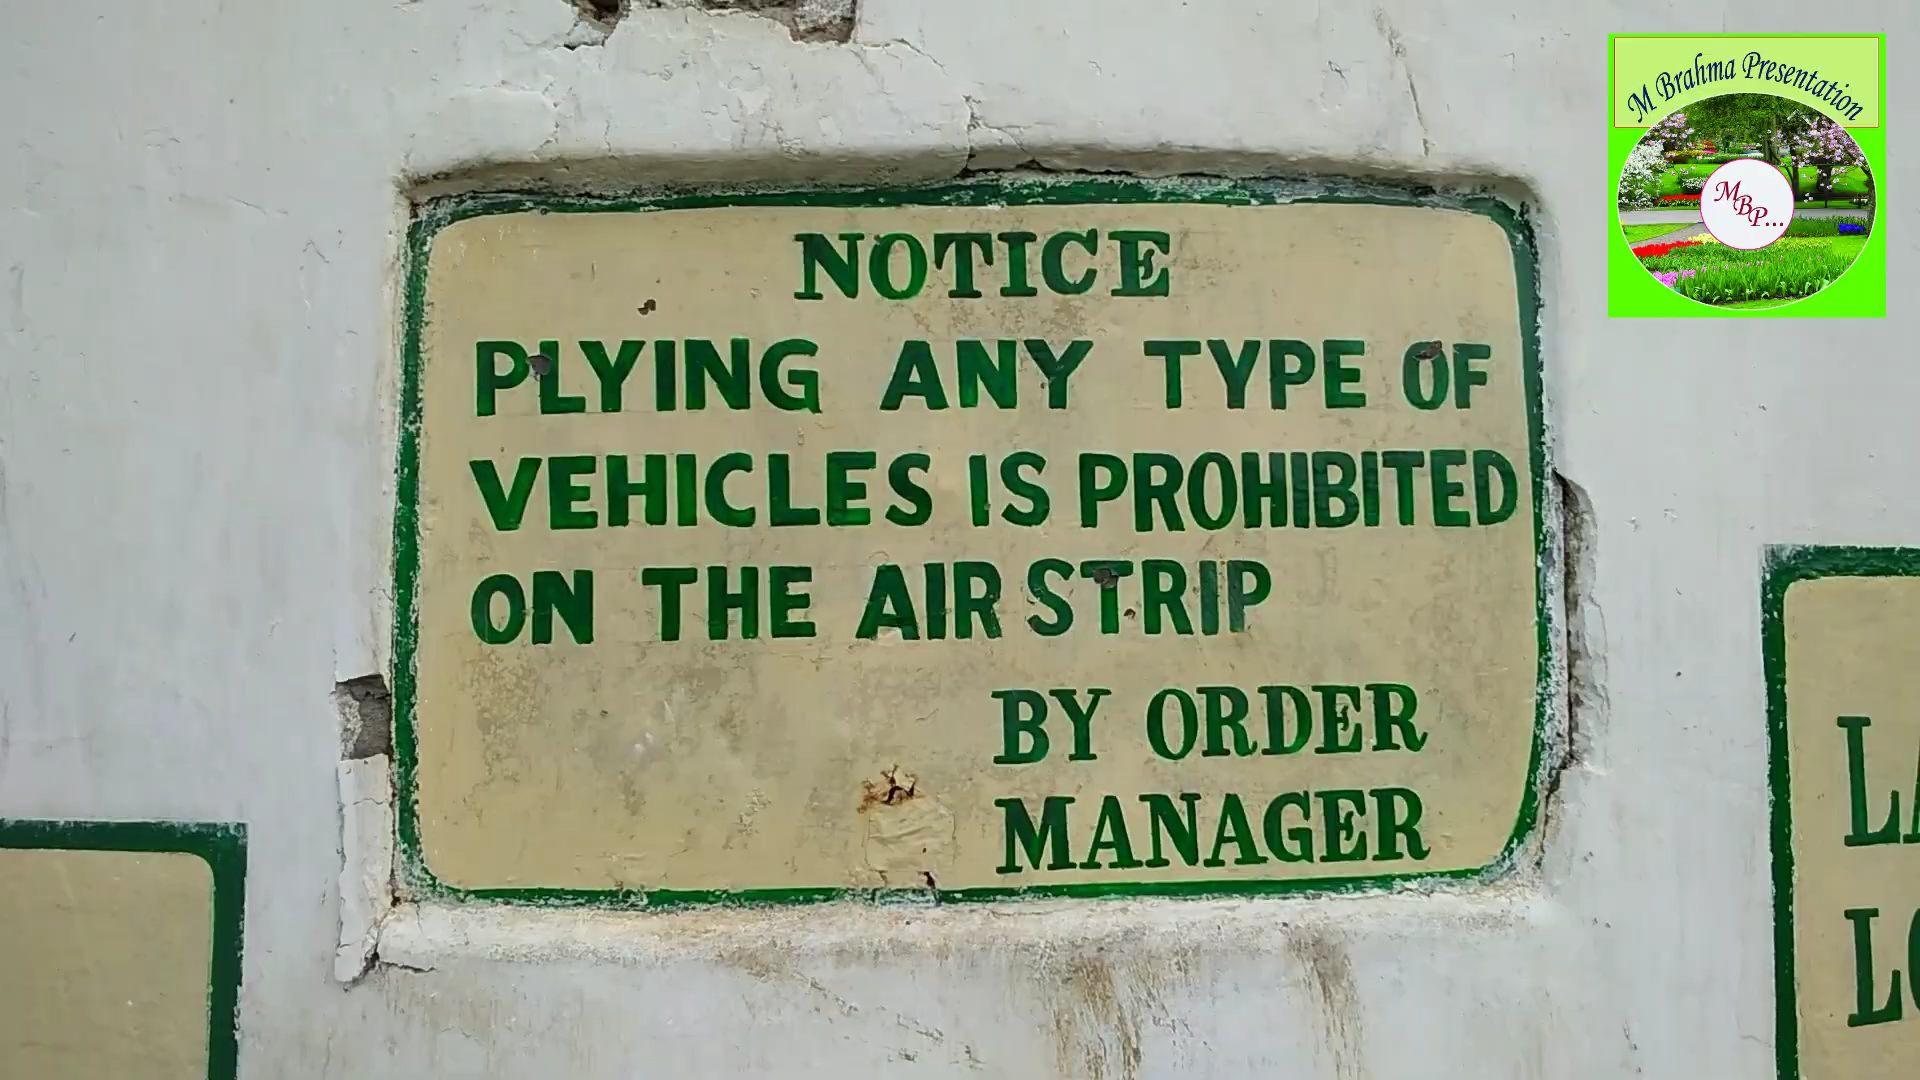 M Brahma Presentation
MBP...
NOTICE
PLYING ANY TYPE OF
VEHICLES IS PROHIBITED
ON THE AIR STRIP
BY ORDER
MANAGER